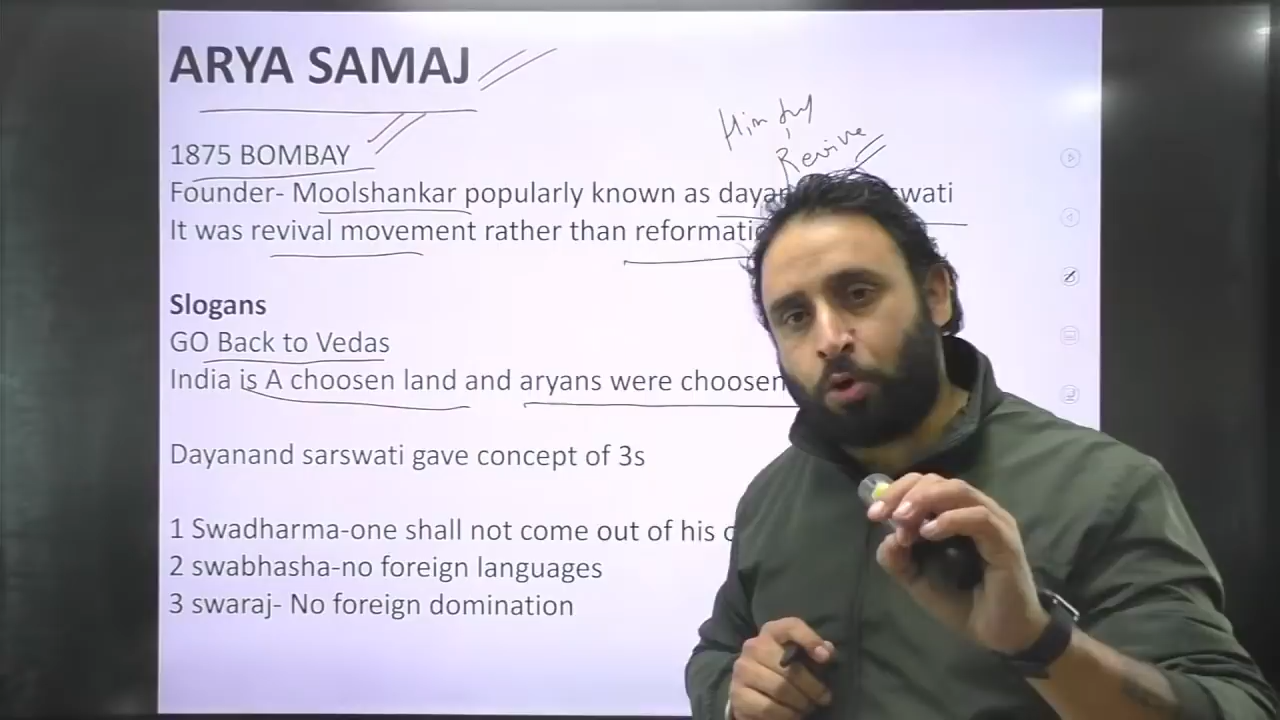 ARYA SAMAJ
Hindu
Revive
1875 BOMBAY
Founder- Moolshankar popularly known as
It was revival movement rather than
Slogans
GO Back to Vedas
India is A choosen land and aryans were choosen
Dayanand sarswati gave concept of 3s
1 Swadharma-one shall not come out of his
2 swabhasha-no foreign languages
3 swaraj- No foreign domination